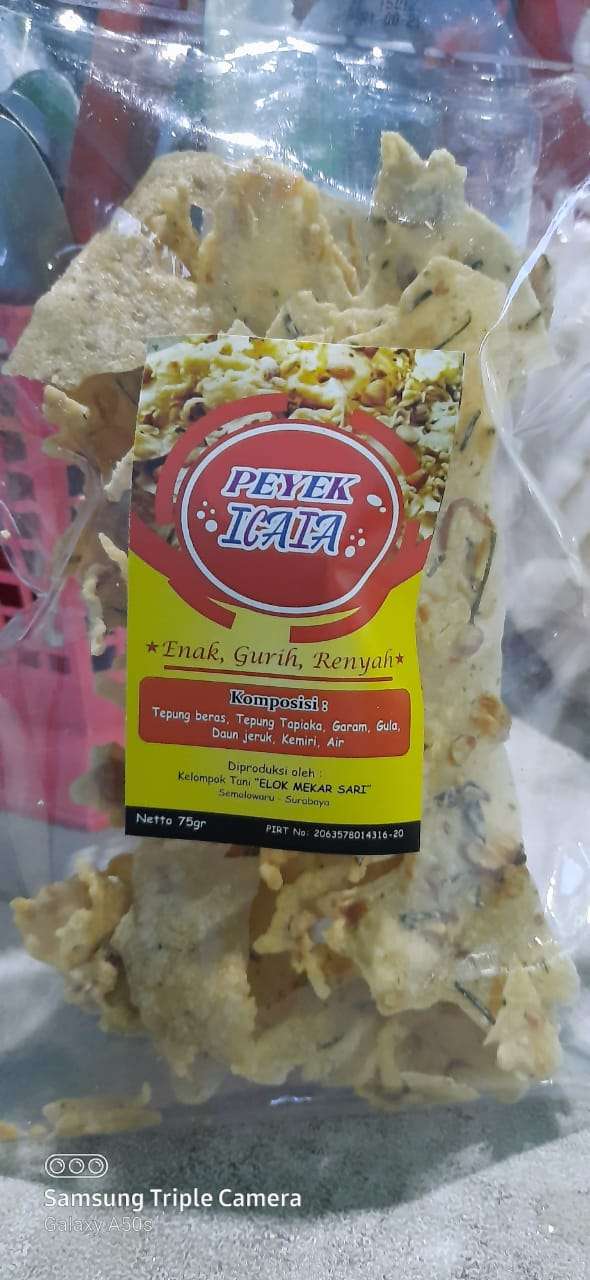 PEYEK
ICAIA
Enak, Gurih, Renyah
Komposisi :
Tepung beras, Tepung Tapioka, Garam, Gula,
Daun jeruk, Kemiri, Air
Diproduksi oleh :
Kelompok Tani "ELOK MEKAR SARI"
Semolowaru - Surabaya
Netto 75gr
PIRT No: 2063578014316-20
Samsung Triple Camera
Galaxy A50s